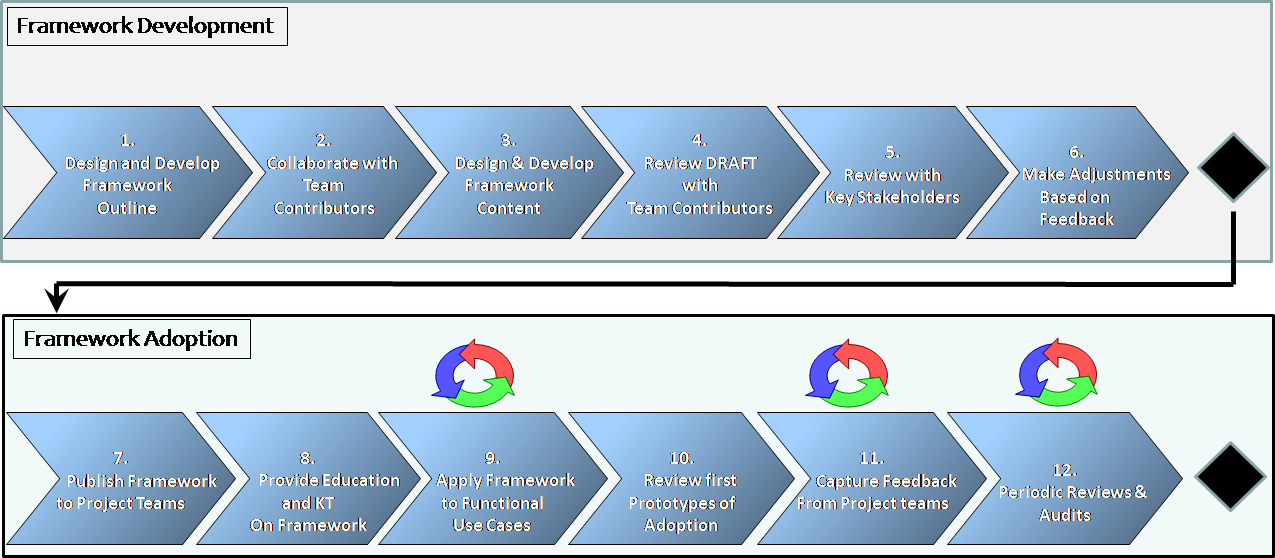 Framework Development
1.
Design and Develop
Framework
Outline
2.
Collaborate with
Team
Contributors
3.
Design & Develop
Framework
Content
4.
Review DRAFT
with
Team Contributors
5.
Review with
Key Stakeholders
6.
Make Adjustments
Based on
Feedback
Framework Adoption
7.
Publish Framework
to Project Teams
8.
Provide Education
and KT
On Framework
9.
Apply Framework
to Functional
Use Cases
10.
Review first
Prototypes of
Adoption
11.
Capture Feedback
From Project teams
12.
Periodic Reviews &
Audits